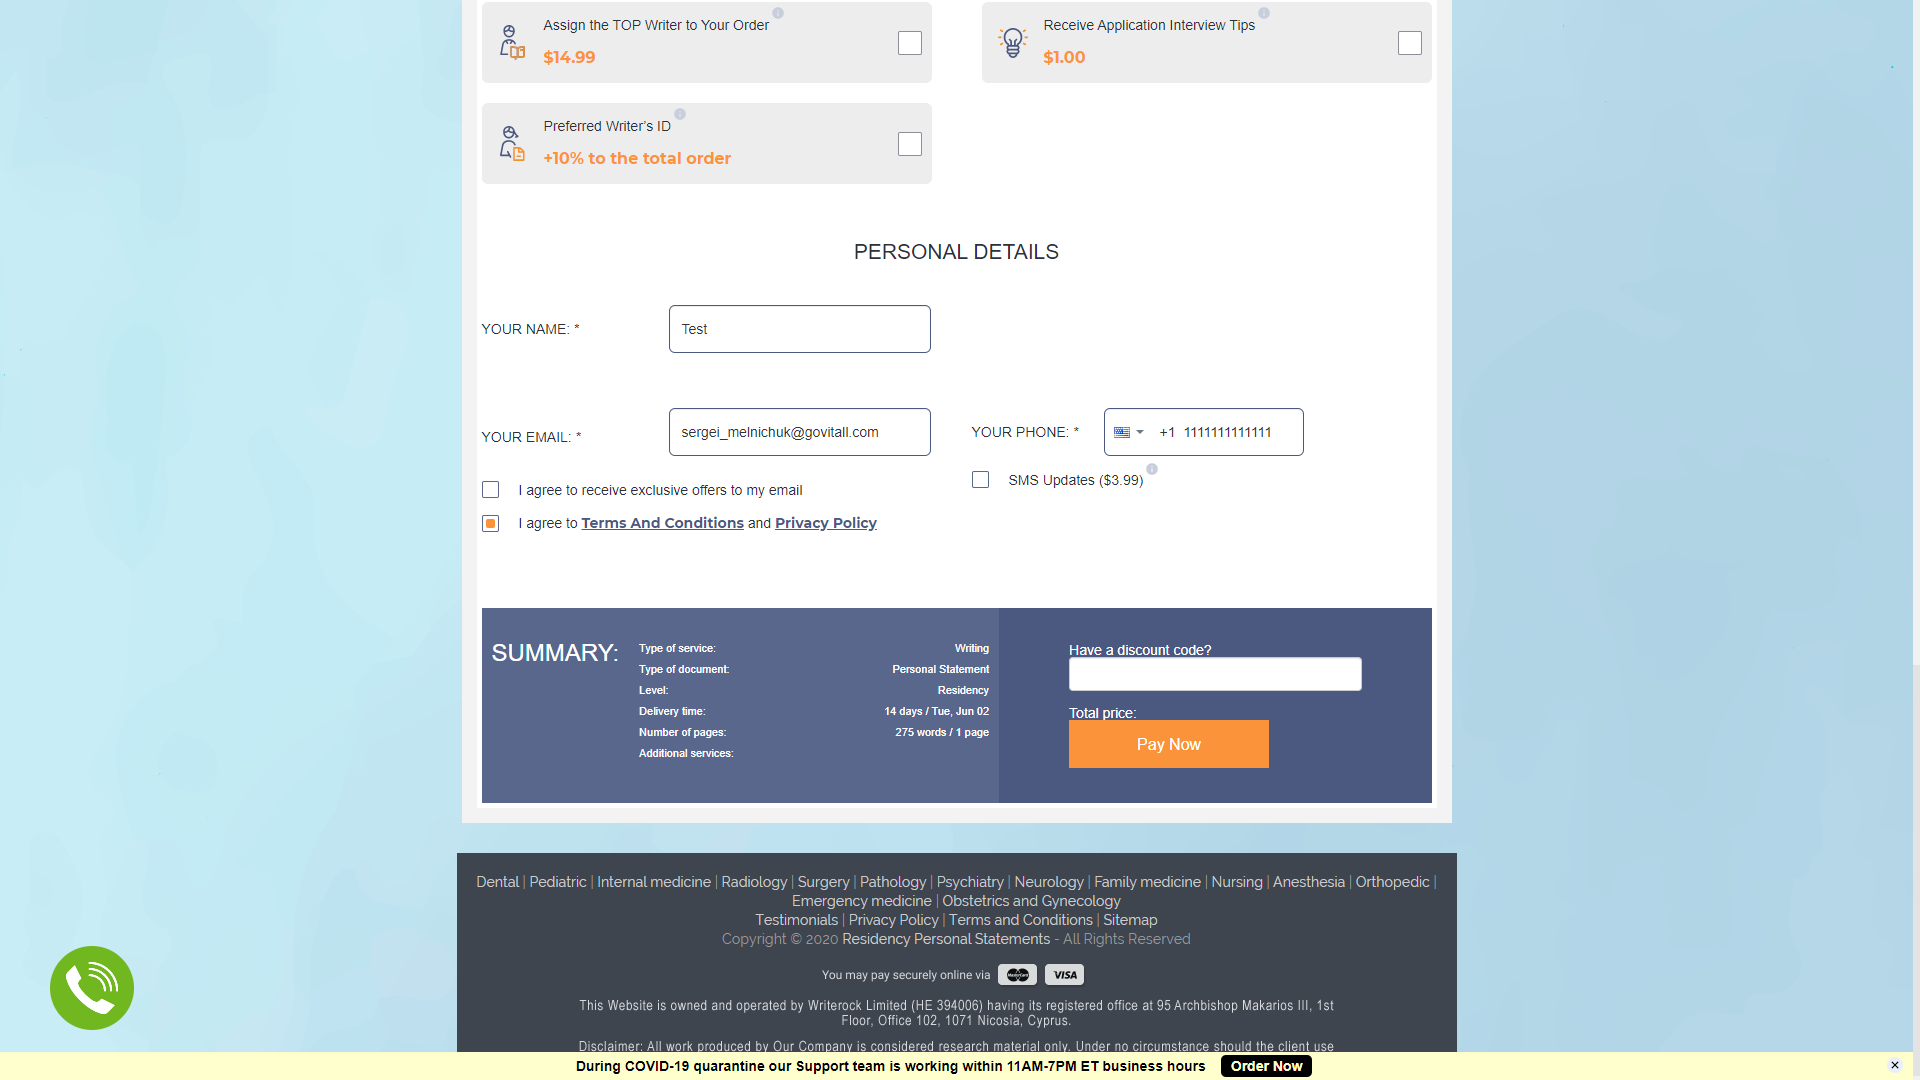 Assign the TOP Writer to Your Order
$14.99
Receive Application Interview Tips
$1.00
Preferred Writer's ID
+10% to the total order
PERSONAL DETAILS
YOUR NAME: *
Test
YOUR EMAIL: *
sergei_melnichuk@govitall.com
YOUR PHONE: *
+1 1111111111111
I agree to receive exclusive offers to my email
SMS Updates ($3.99)
I agree to Terms And Conditions and Privacy Policy
SUMMARY:
Type of service: Writing
Type of document: Personal Statement
Level: Residency
Delivery time: 14 days / Tue, Jun 02
Number of pages: 275 words / 1 page
Additional services:
Have a discount code?
Total price:
Pay Now
Dental | Pediatric | Internal medicine | Radiology | Surgery | Pathology | Psychiatry | Neurology | Family medicine | Nursing | Anesthesia | Orthopedic |
Emergency medicine | Obstetrics and Gynecology
Testimonials | Privacy Policy | Terms and Conditions | Sitemap
Copyright © 2020 Residency Personal Statements - All Rights Reserved
You may pay securely online via MasterCard VISA
This Website is owned and operated by Writerock Limited (HE 394006) having its registered office at 95 Archbishop Makarios III, 1st
Floor, Office 102, 1071 Nicosia, Cyprus.
Disclaimer: All work produced by Our Company is considered research material only. Under no circumstance should the client use
During COVID-19 quarantine our Support team is working within 11AM-7PM ET business hours
Order Now